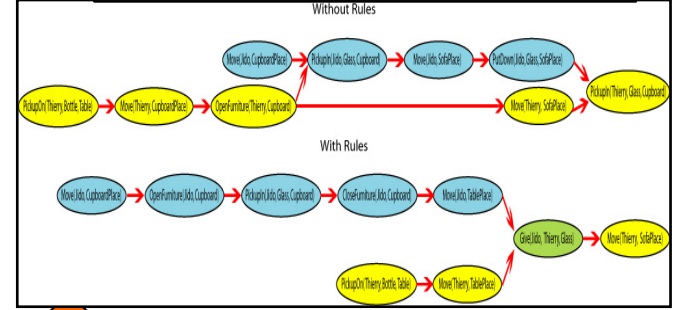 Without Rules
Move(Jido, CupboardPlace)
PickupIn(Jido, Glass, Cupboard)
Move(Jido, SofaPlace)
PutDown(Jido, Glass, SofaPlace)
PickupOn(Thierry, Bottle, Table)
Move(Thierry, CupboardPlace)
OpenFurniture(Thierry, Cupboard)
Move(Thierry, SofaPlace)
PickupIn(Thierry, Glass, Cupboard)
With Rules
Move(Jido, CupboardPlace)
OpenFurniture(Jido, Cupboard)
PickupIn(Jido, Glass, Cupboard)
CloseFurniture(Jido, Cupboard)
Move(Jido, TablePlace)
Give(Jido, Thierry, Glass)
Move(Thierry, SofaPlace)
PickupOn(Thierry, Bottle, Table)
Move(Thierry, TablePlace)